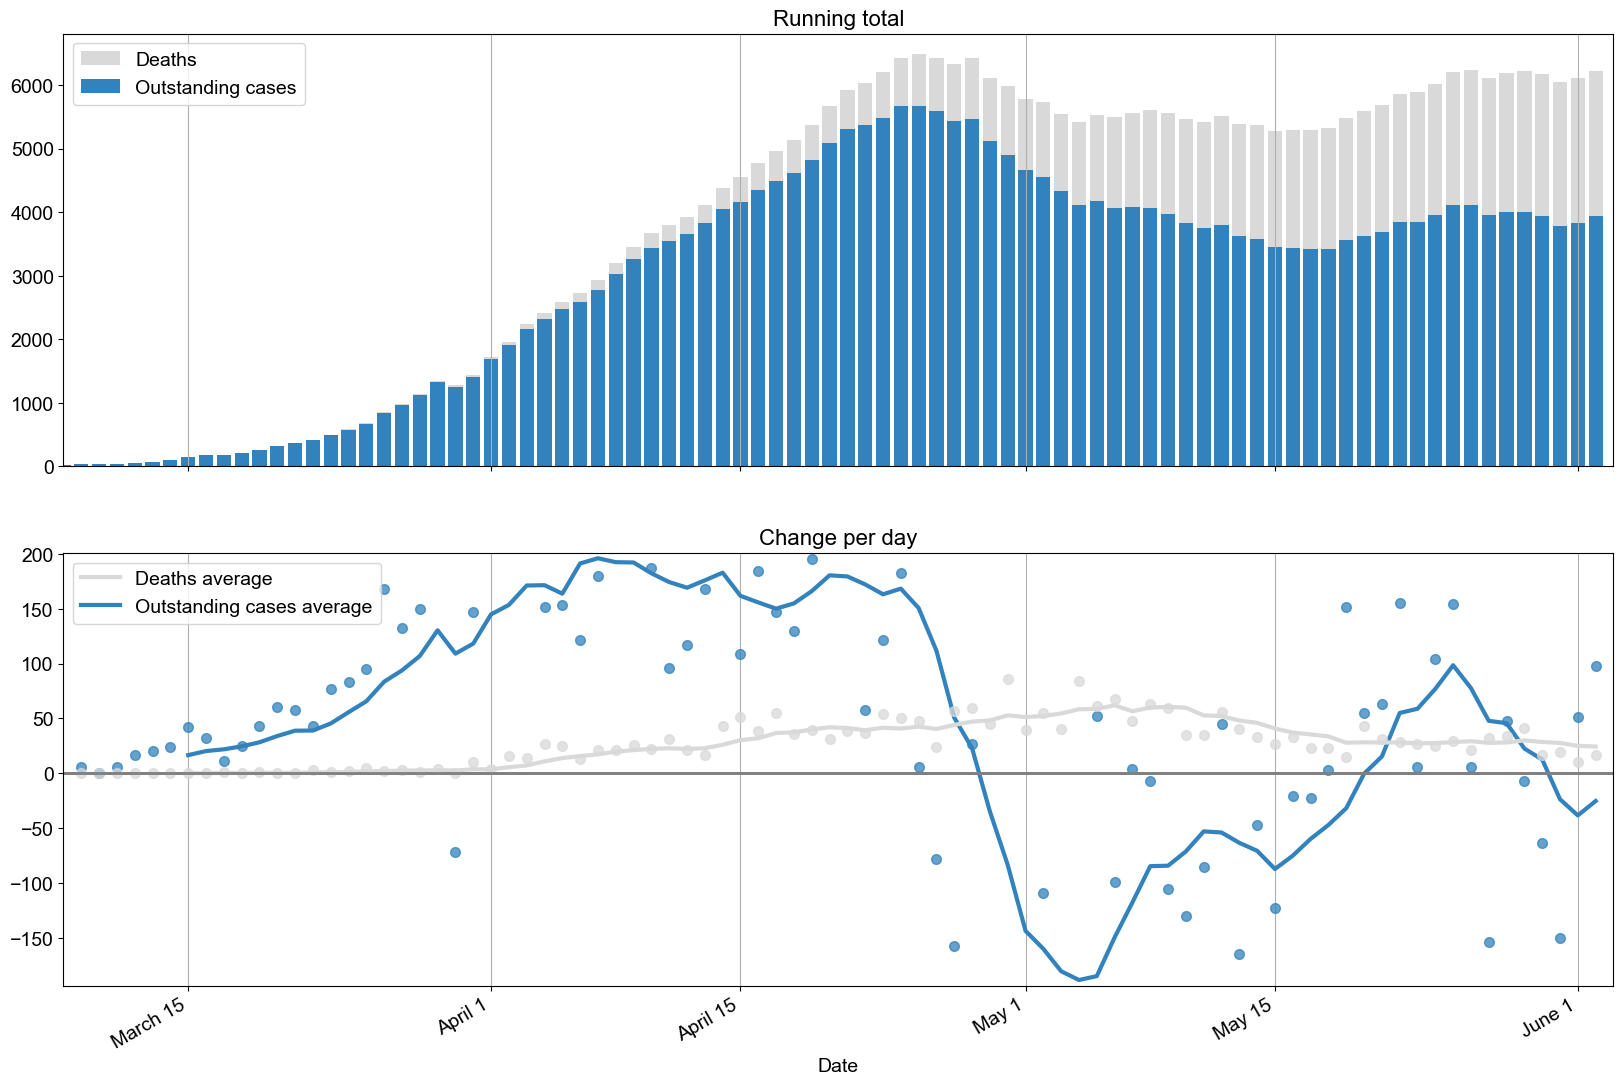 Running total
Deaths
Outstanding cases
6000
5000
4000
3000
2000
1000
0
Change per day
Deaths average
Outstanding cases average
200
150
100
50
0
−50
−100
−150
March 15
April 1
April 15
May 1
May 15
June 1
Date